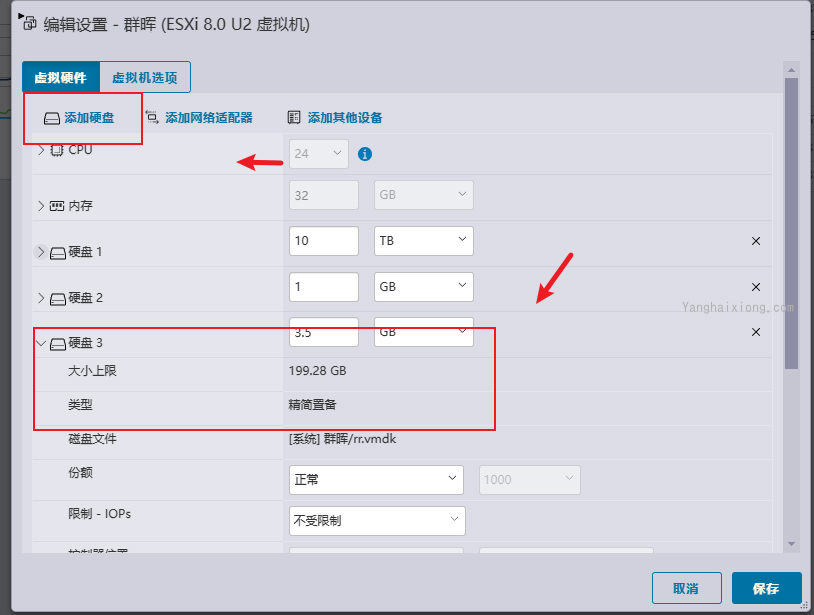 编辑设置 - 群晖 (ESXi 8.0 U2 虚拟机)
虚拟硬件 虚拟机选项
添加硬盘 添加网络适配器 添加其他设备
CPU 24
内存 32 GB
硬盘 1 10 TB
硬盘 2 1 GB
Yanghaixiong.com
硬盘 3 3.5 GB
大小上限 199.28 GB
类型 精简置备
磁盘文件 [系统] 群晖/rr.vmdk
份额 正常 1000
限制 - IOPs 不受限制
控制器位置
取消 保存